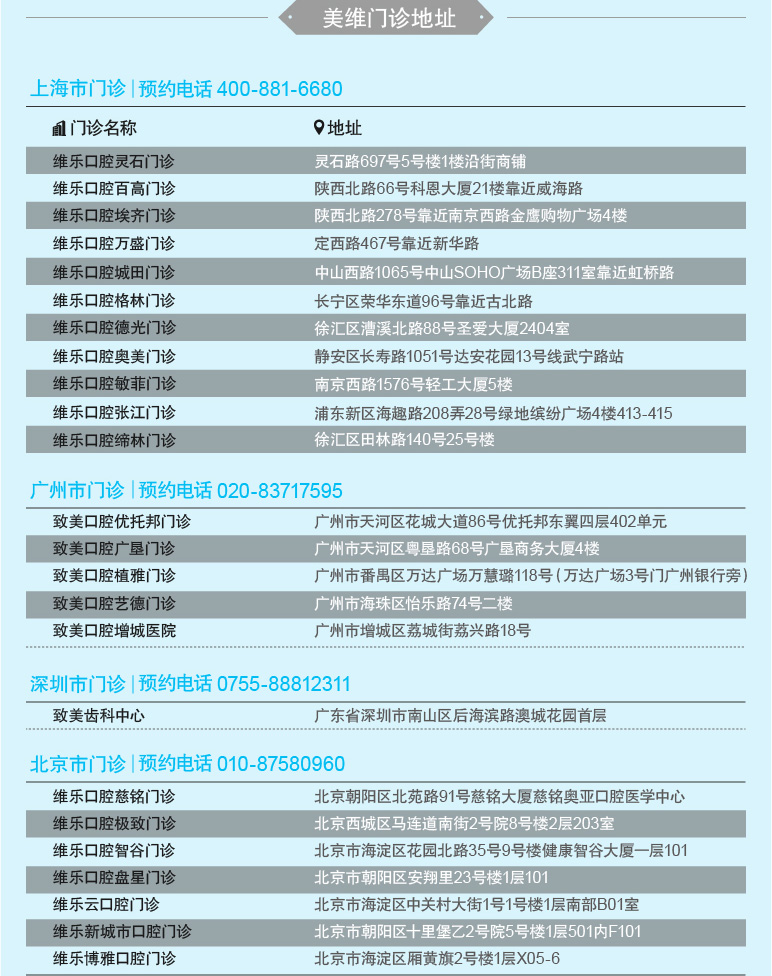 美维门诊地址
上海市门诊 | 预约电话 400-881-6680
门诊名称 地址
维乐口腔灵石门诊 灵石路697号5号楼1楼沿街商铺
维乐口腔百高门诊 陕西北路66号科恩大厦21楼靠近威海路
维乐口腔埃齐门诊 陕西北路278号靠近南京西路金鹰购物广场4楼
维乐口腔万盛门诊 定西路467号靠近新华路
维乐口腔城田门诊 中山西路1065号中山SOHO广场B座311室靠近虹桥路
维乐口腔格林门诊 长宁区荣华东道96号靠近古北路
维乐口腔德光门诊 徐汇区漕溪北路88号圣爱大厦2404室
维乐口腔奥美门诊 静安区长寿路1051号达安花园13号线武宁路站
维乐口腔敏菲门诊 南京西路1576号轻工大厦5楼
维乐口腔张江门诊 浦东新区海趣路208弄28号绿地缤纷广场4楼413-415
维乐口腔缔林门诊 徐汇区田林路140号25号楼
广州市门诊 | 预约电话 020-83717595
致美口腔优托邦门诊 广州市天河区花城大道86号优托邦东翼四层402单元
致美口腔广垦门诊 广州市天河区粤垦路68号广垦商务大厦4楼
致美口腔植雅门诊 广州市番禺区万达广场万慧璐118号(万达广场3号门广州银行旁)
致美口腔艺德门诊 广州市海珠区怡乐路74号二楼
致美口腔增城医院 广州市增城区荔城街荔兴路18号
深圳市门诊 | 预约电话 0755-88812311
致美齿科中心 广东省深圳市南山区后海滨路澳城花园首层
北京市门诊 | 预约电话 010-87580960
维乐口腔慈铭门诊 北京朝阳区北苑路91号慈铭大厦慈铭奥亚口腔医学中心
维乐口腔极致门诊 北京西城区马连道南街2号院8号楼2层203室
维乐口腔智谷门诊 北京市海淀区花园北路35号9号楼健康智谷大厦一层101
维乐口腔盘星门诊 北京市朝阳区安翔里23号楼1层101
维乐云口腔门诊 北京市海淀区中关村大街1号1号楼1层南部B01室
维乐新城市口腔门诊 北京市朝阳区十里堡乙2号院5号楼1层501内F101
维乐博雅口腔门诊 北京市海淀区厢黄旗2号楼1层X05-6